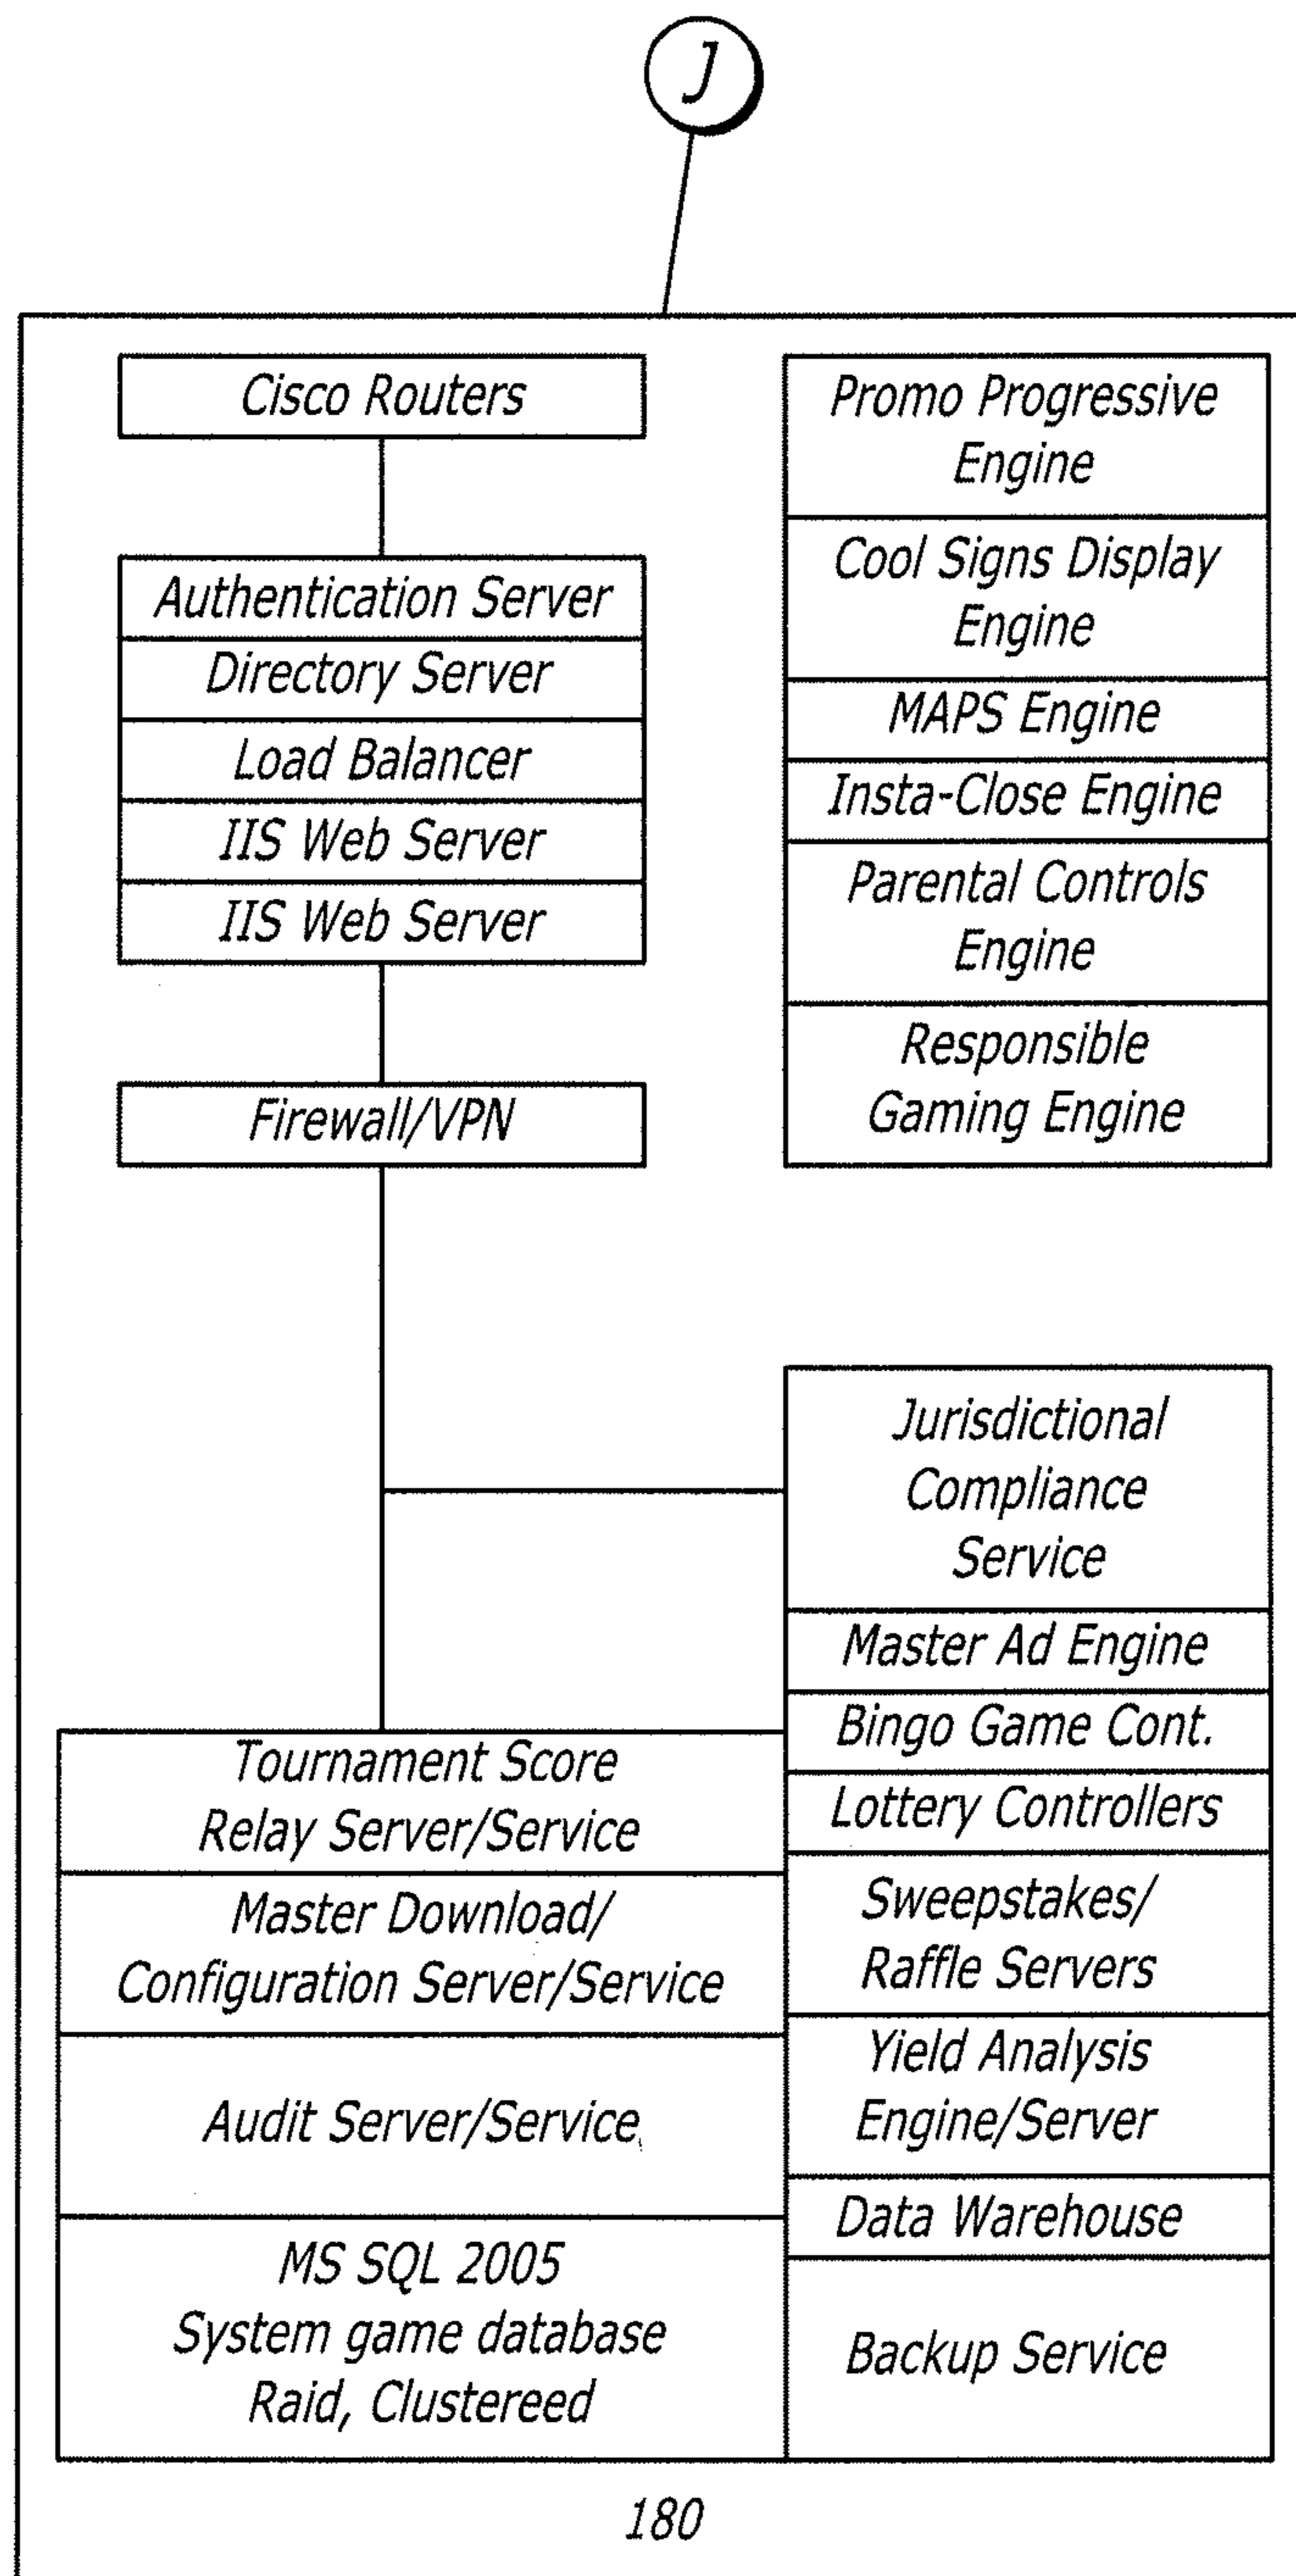 J
Cisco Routers
Authentication Server
Directory Server
Load Balancer
IIS Web Server
IIS Web Server
Firewall/VPN
Promo Progressive
Engine
Cool Signs Display
Engine
MAPS Engine
Insta-Close Engine
Parental Controls
Engine
Responsible
Gaming Engine
Tournament Score
Relay Server/Service
Master Download/
Configuration Server/Service
Audit Server/Service
MS SQL 2005
System game database
Raid, Clustereed
Jurisdictional
Compliance
Service
Master Ad Engine
Bingo Game Cont.
Lottery Controllers
Sweepstakes/
Raffle Servers
Yield Analysis
Engine/Server
Data Warehouse
Backup Service
180